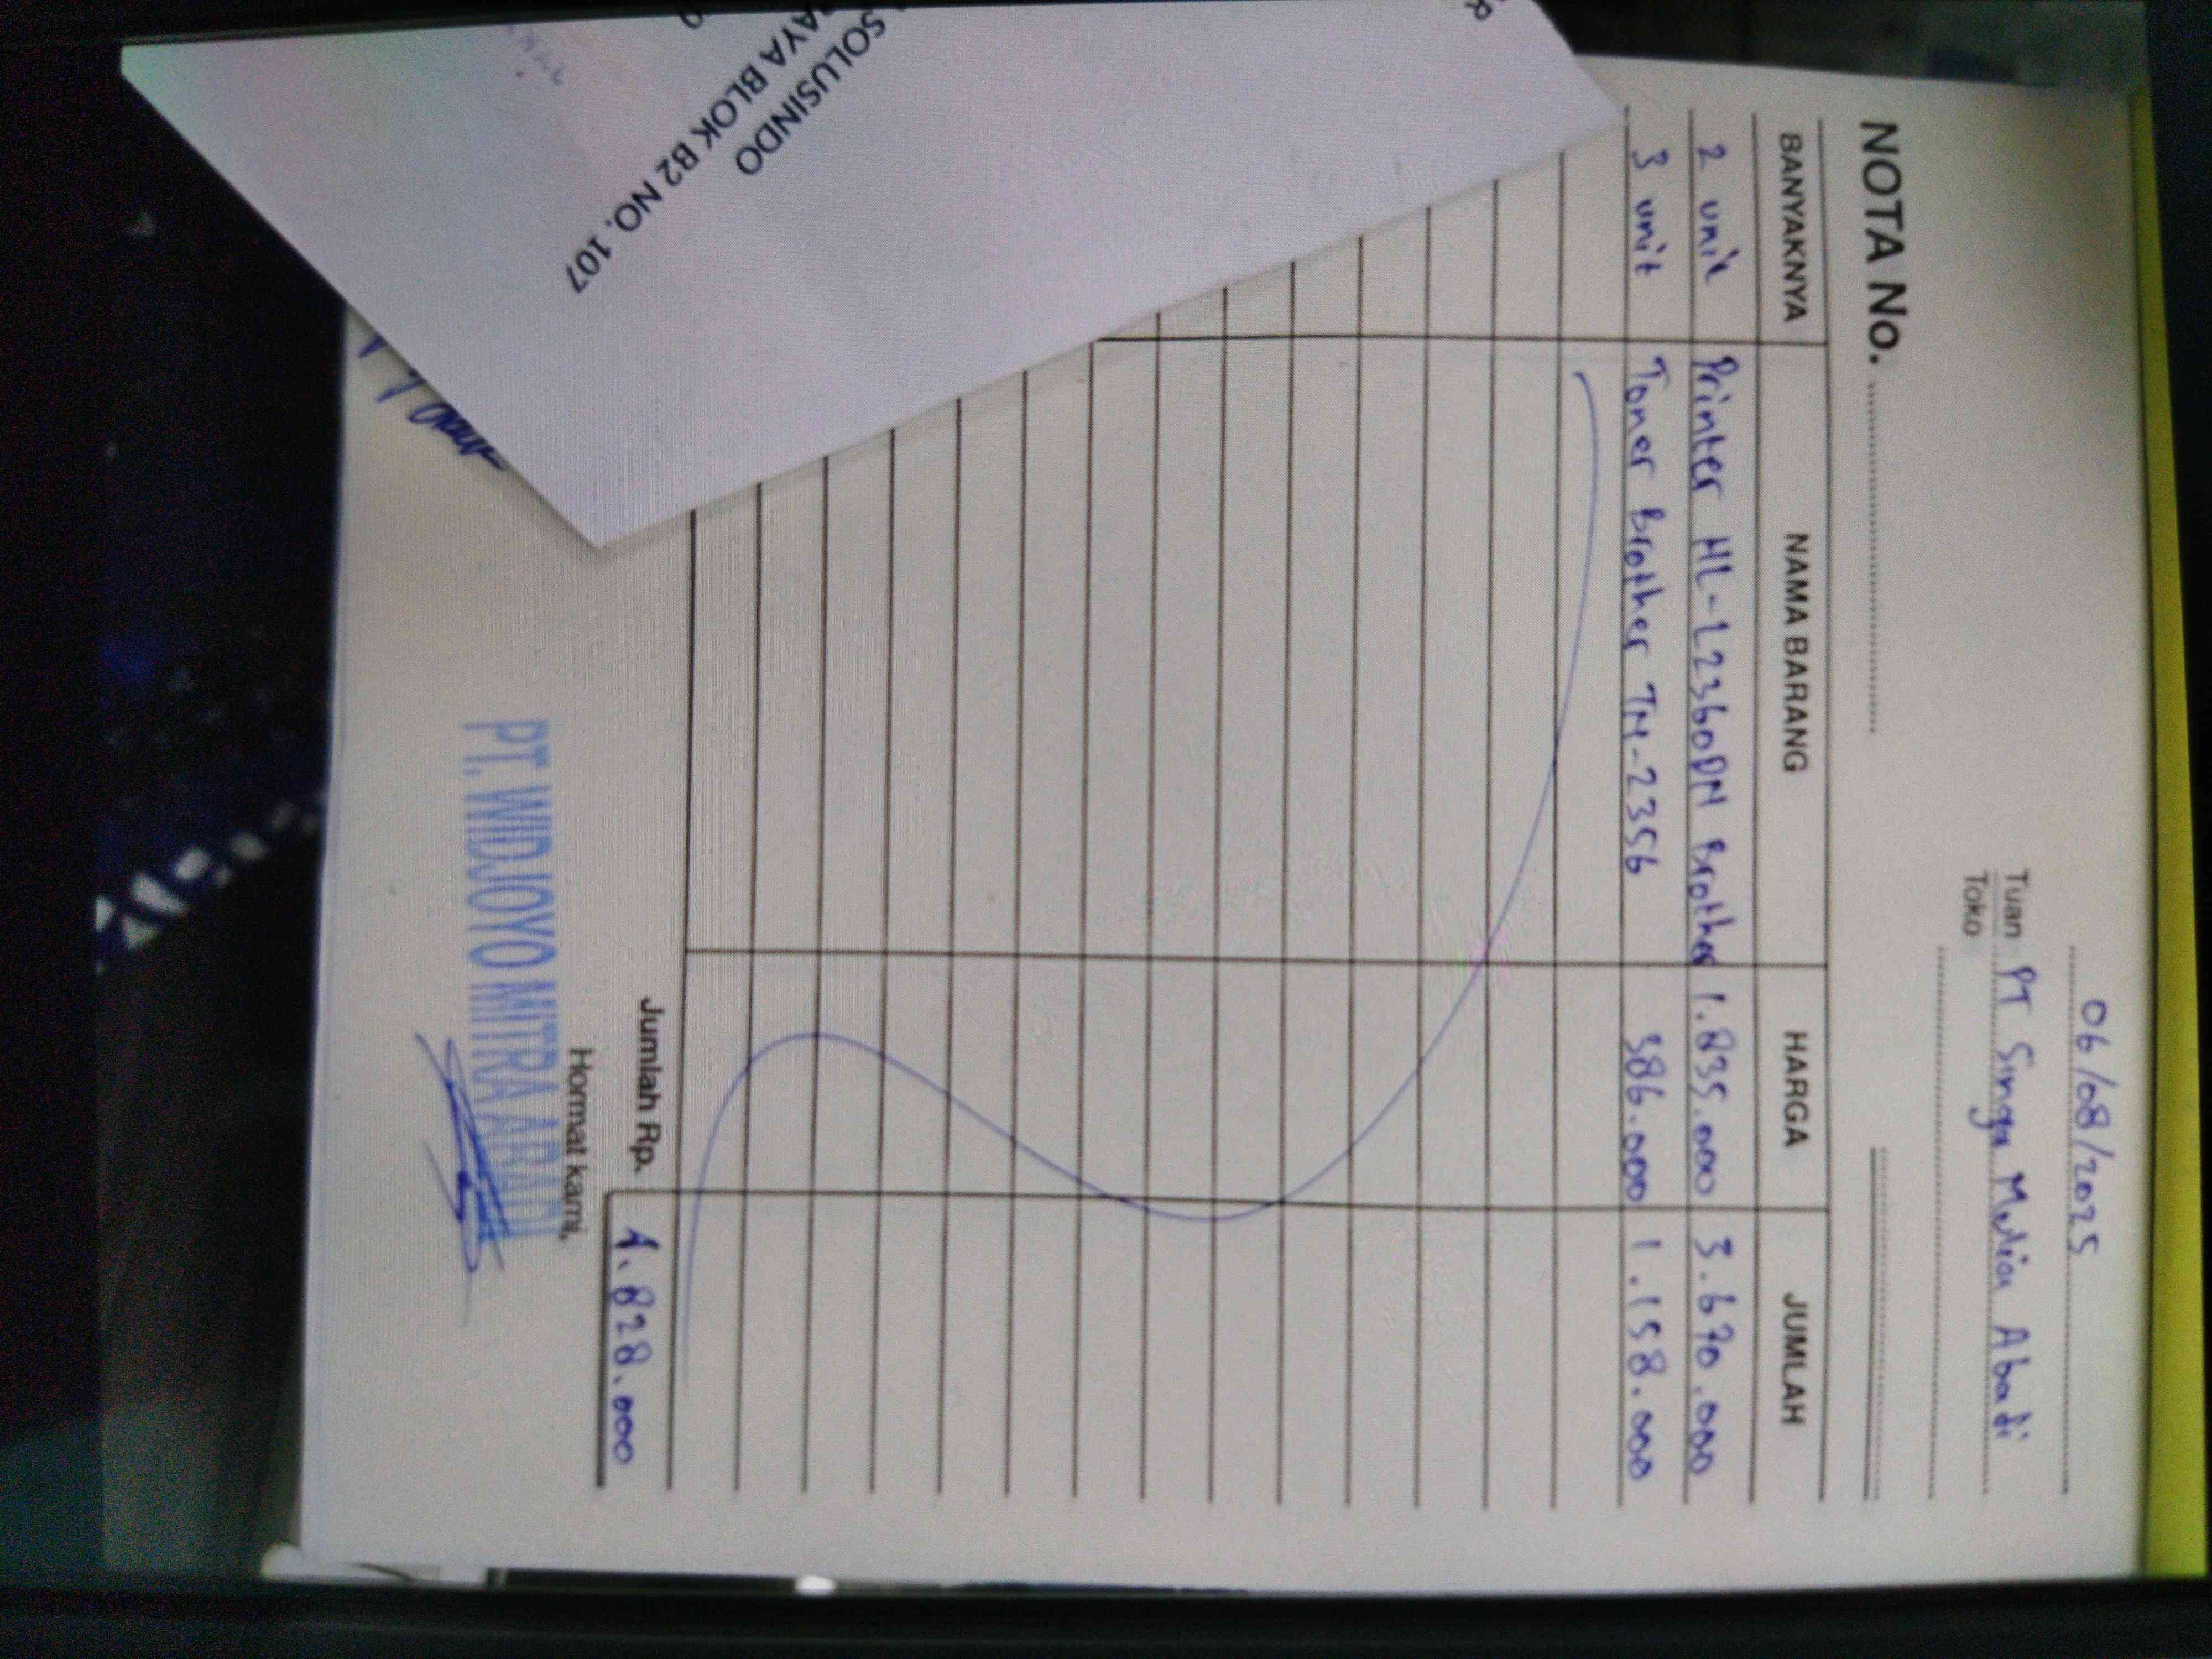 06/08/2025
Tuan PT Singa Mulia Abadi
Toko
NOTA No.
BANYAKNYA NAMA BARANG HARGA JUMLAH
2 unit Printer HL-L2360DN Brother 1.835.000 3.670.000
3 unit Toner Brother TN-2356 386.000 1.158.000
Jumlah Rp. 4.828.000
Hormat kami,
PT. WIDJOYO MITRA ABADI
SOLUSINDO
RAYA BLOK B2 NO. 107